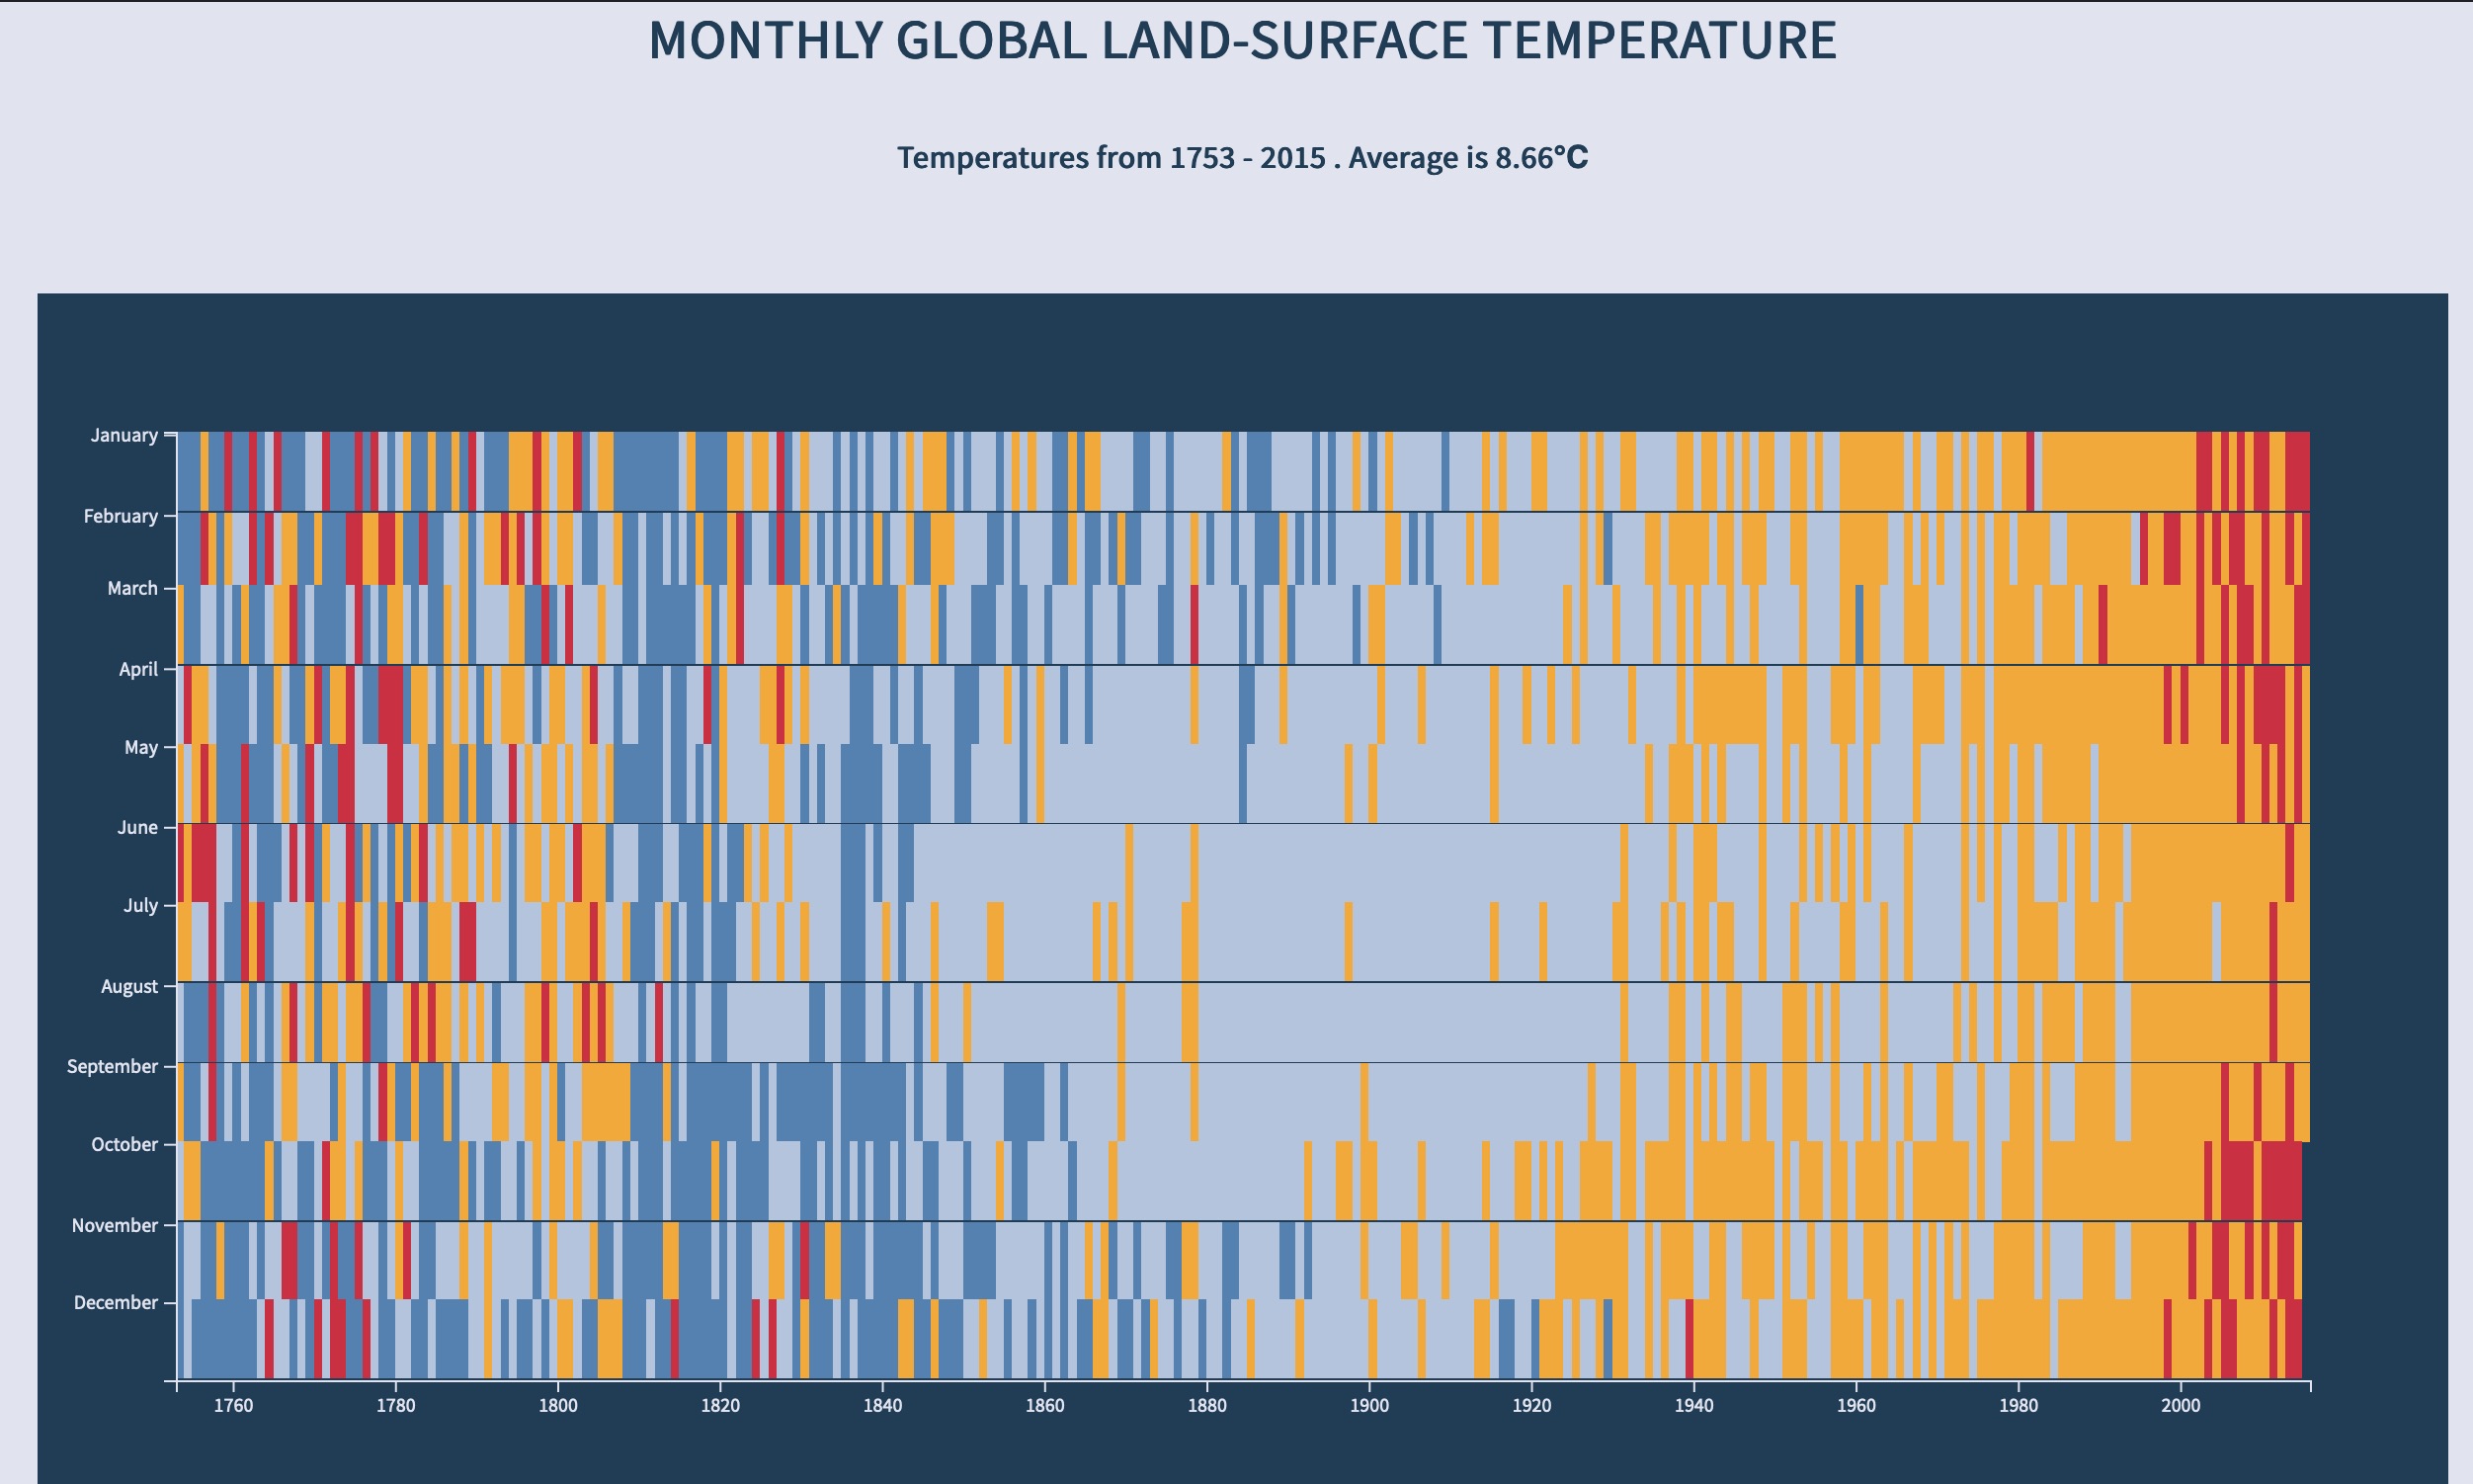 MONTHLY GLOBAL LAND-SURFACE TEMPERATURE
Temperatures from 1753 - 2015 . Average is 8.66°C
January
February
March
April
May
June
July
August
September
October
November
December
1760 1780 1800 1820 1840 1860 1880 1900 1920 1940 1960 1980 2000